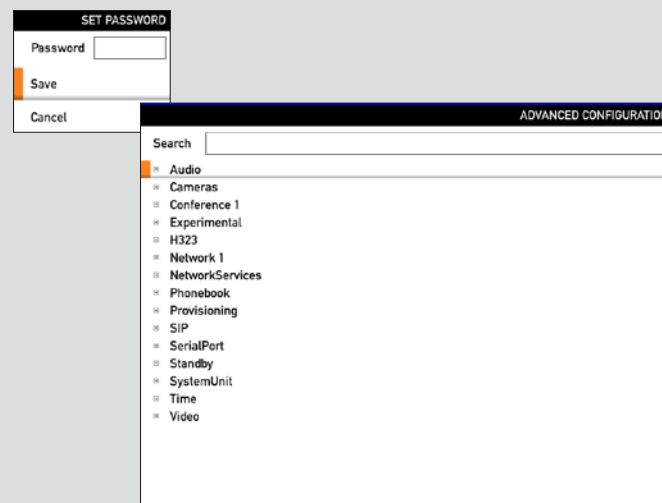 SET PASSWORD
Password
Save
Cancel
ADVANCED CONFIGURATION
Search
Audio
Cameras
Conference 1
Experimental
H323
Network 1
NetworkServices
Phonebook
Provisioning
SIP
SerialPort
Standby
SystemUnit
Time
Video